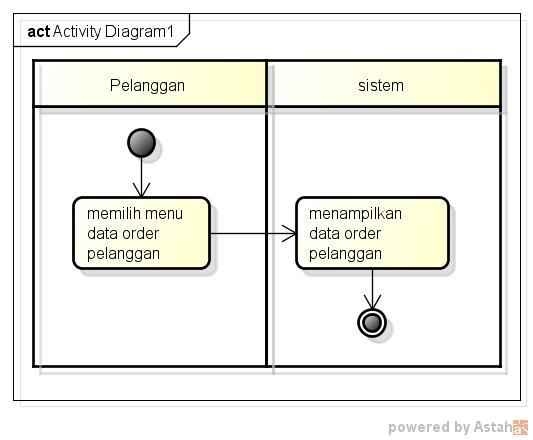 act Activity Diagram1
Pelanggan
sistem
memilih menu
data order
pelanggan
menampilkan
data order
pelanggan
powered by Astah